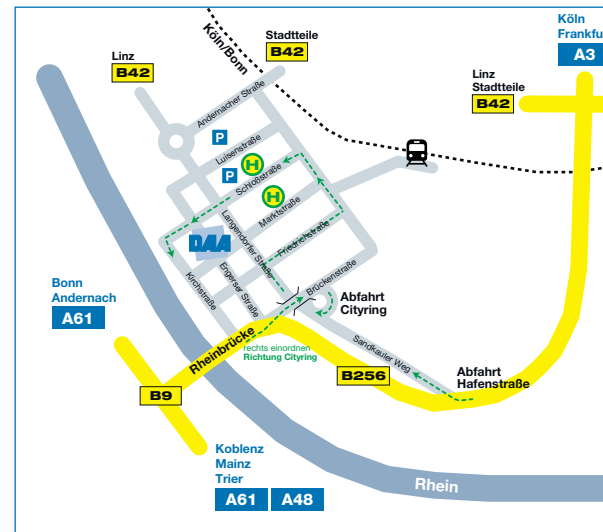 Köln
Frankfu
A3
Stadtteile
B42
Köln/Bonn
Linz
B42
Linz
Stadtteile
B42
Andernacher Straße
P
Luisenstraße
H
P
Schloßstraße
H
Marktstraße
Langendorfer Straße
Friedrichstraße
DAA
Engerser Straße
Kirchstraße
Brückenstraße
Bonn
Andernach
A61
Abfahrt
Cityring
Rheinbrücke
rechts einordnen
Richtung Cityring
Sandkauler Weg
B256
Abfahrt
Hafenstraße
B9
Koblenz
Mainz
Trier
A61
A48
Rhein